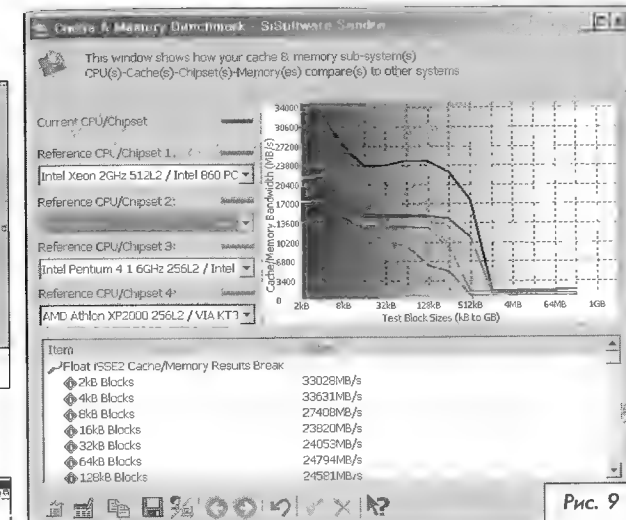 Cache & Memory Benchmark - SiSoftware Sandra
This window shows how your cache & memory sub-system(s)
CPU(s)-Cache(s)-Chipset(s)-Memory(es) compare(s) to other systems
Current CPU/Chipset
Reference CPU/Chipset 1:
Intel Xeon 2GHz 512L2 / Intel 860 PC
Reference CPU/Chipset 2:
Reference CPU/Chipset 3:
Intel Pentium 4 1.6GHz 256L2 / Intel
Reference CPU/Chipset 4:
AMD Athlon XP2000 256L2 / VIA KT3
Cache/Memory Bandwidth (MB/s)
34000
30600
27200
23800
20400
17000
13600
10200
6800
3400
0
2kB 8kB 32kB 128kB 512kB 4MB 64MB 1GB
Test Block Sizes (kB to GB)
Item
Float iSSE2 Cache/Memory Results Break
2kB Blocks 33028MB/s
4kB Blocks 33631MB/s
8kB Blocks 27408MB/s
16kB Blocks 23820MB/s
32kB Blocks 24053MB/s
64kB Blocks 24794MB/s
128kB Blocks 24581MB/s
Рис. 9